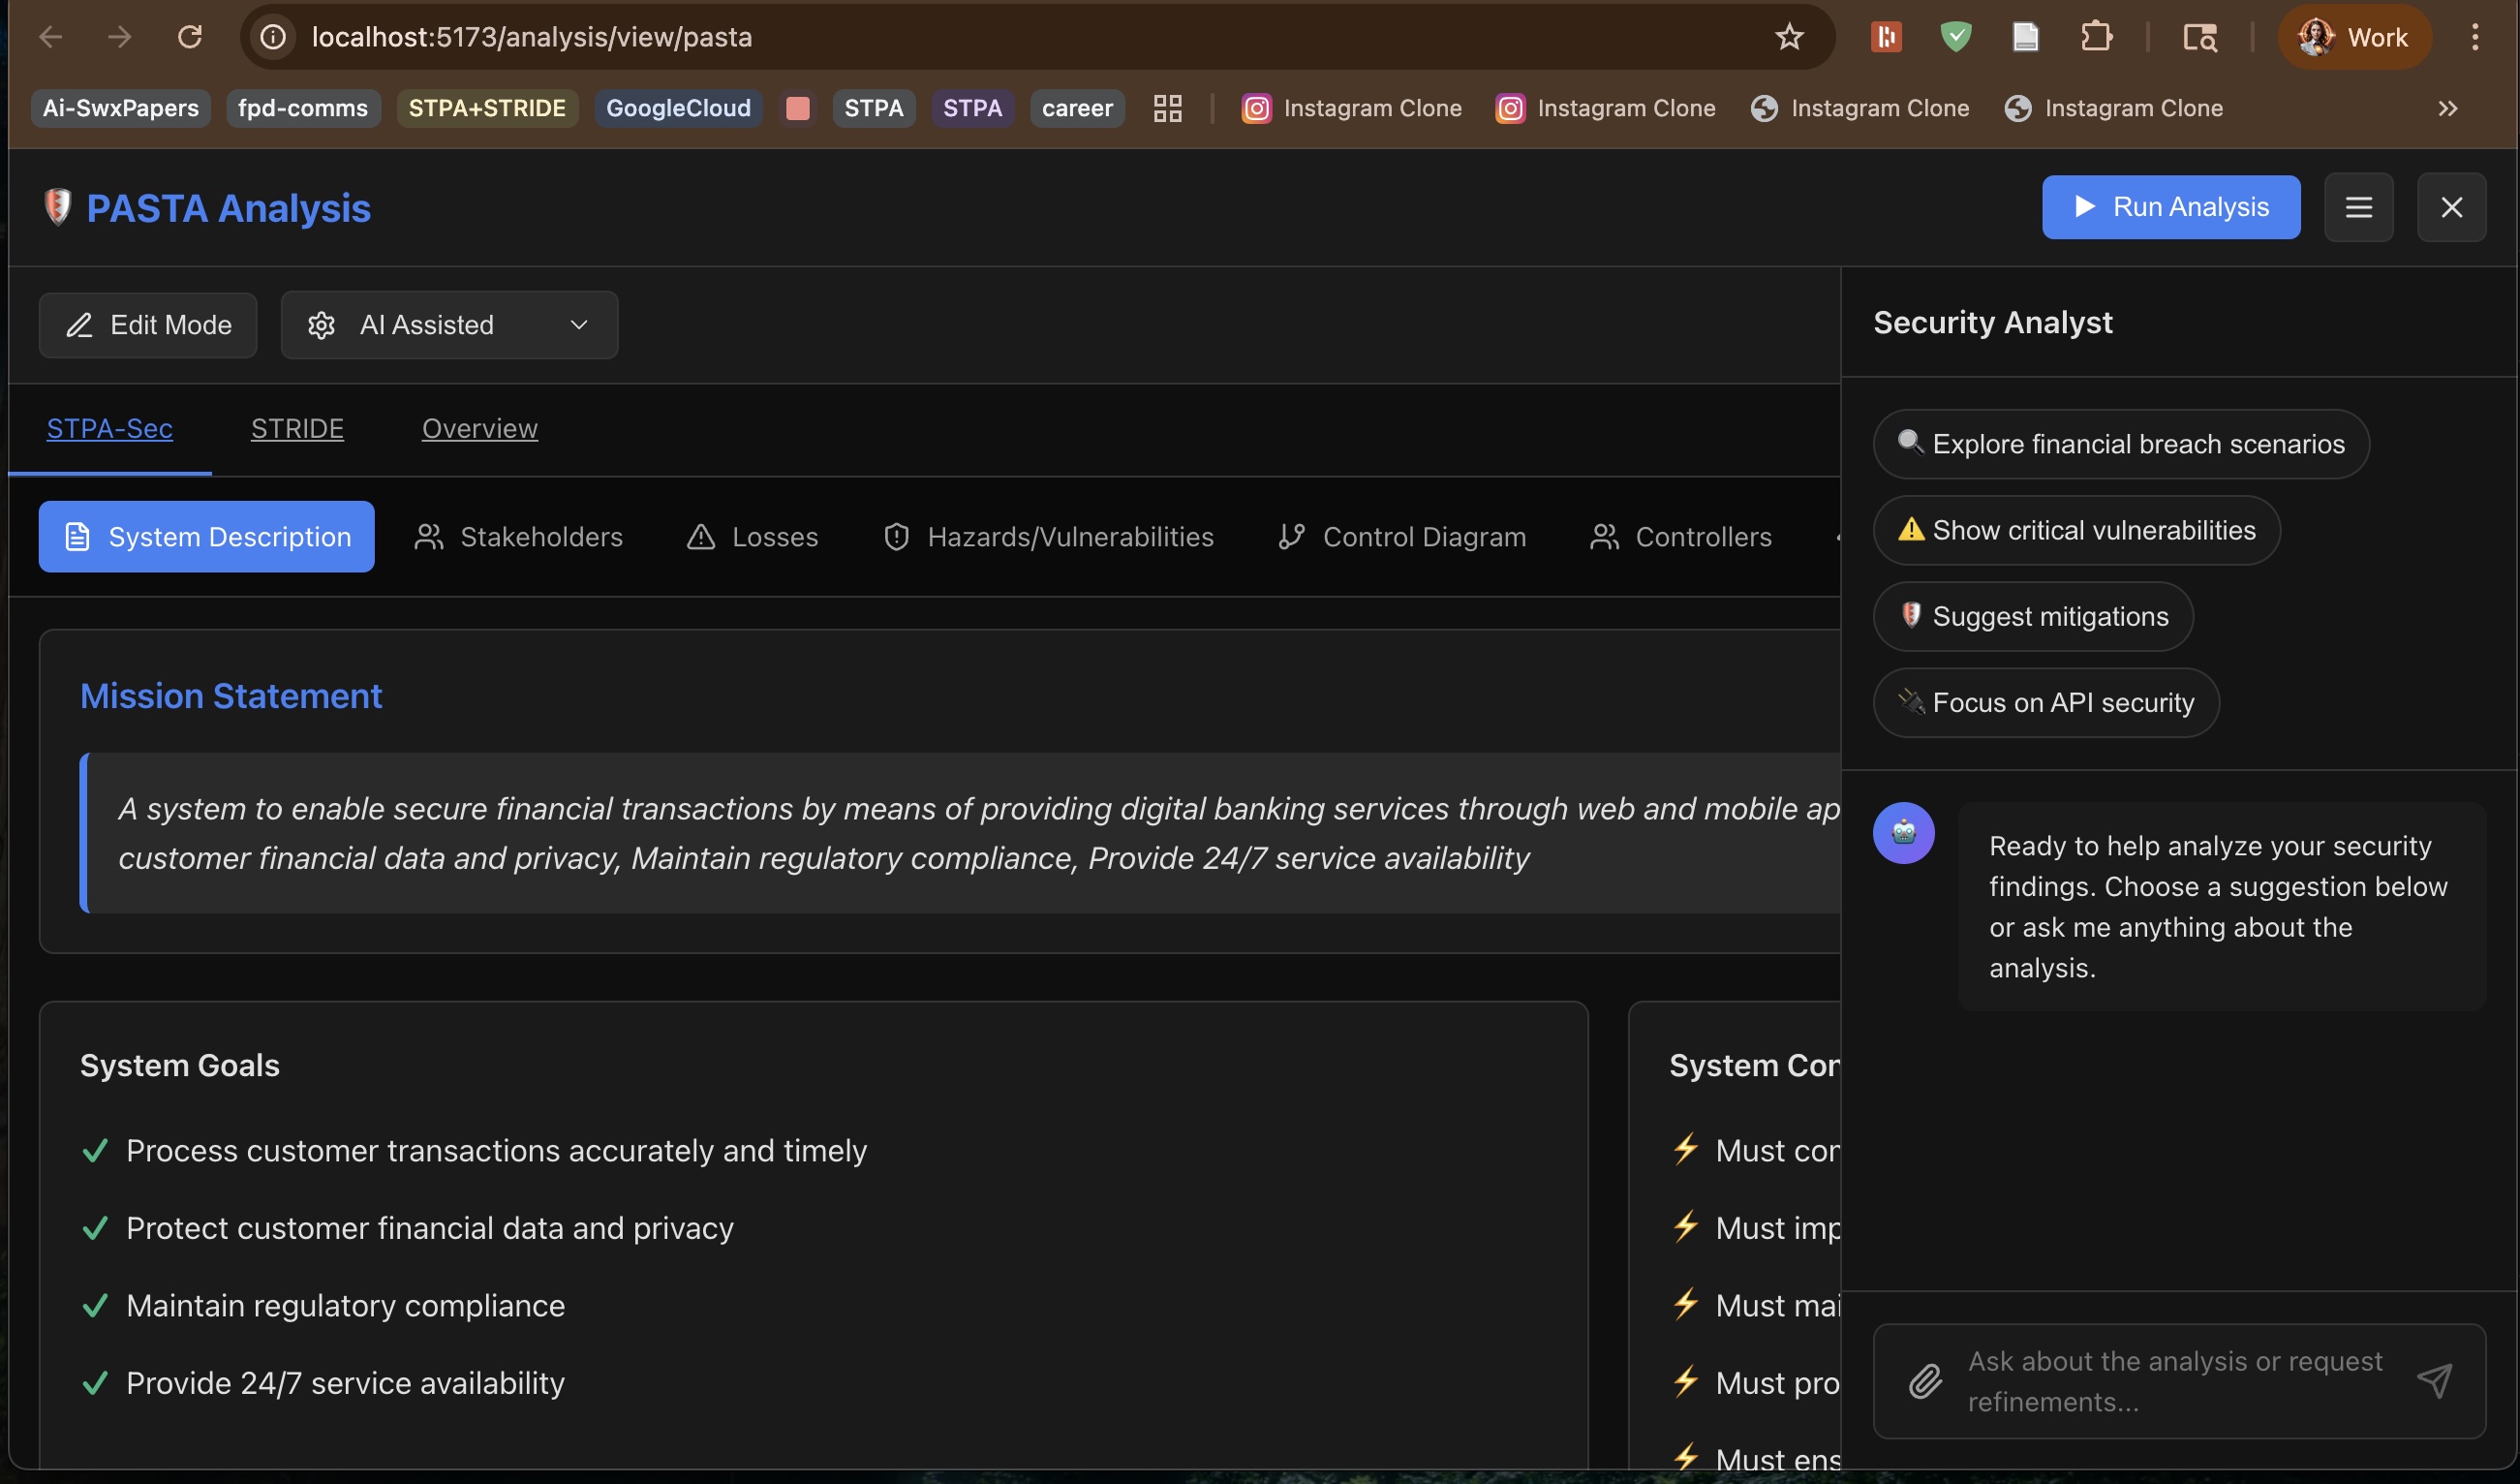 localhost:5173/analysis/view/pasta
Work
Ai-SwxPapers fpd-comms STPA+STRIDE GoogleCloud STPA STPA career Instagram Clone Instagram Clone Instagram Clone Instagram Clone
PASTA Analysis
Run Analysis
Edit Mode
AI Assisted
STPA-Sec STRIDE Overview
System Description Stakeholders Losses Hazards/Vulnerabilities Control Diagram Controllers
Mission Statement
A system to enable secure financial transactions by means of providing digital banking services through web and mobile ap
customer financial data and privacy, Maintain regulatory compliance, Provide 24/7 service availability
System Goals
Process customer transactions accurately and timely
Protect customer financial data and privacy
Maintain regulatory compliance
Provide 24/7 service availability
System Con
Must con
Must imp
Must mai
Must pro
Must ens
Security Analyst
Explore financial breach scenarios
Show critical vulnerabilities
Suggest mitigations
Focus on API security
Ready to help analyze your security
findings. Choose a suggestion below
or ask me anything about the
analysis.
Ask about the analysis or request
refinements...